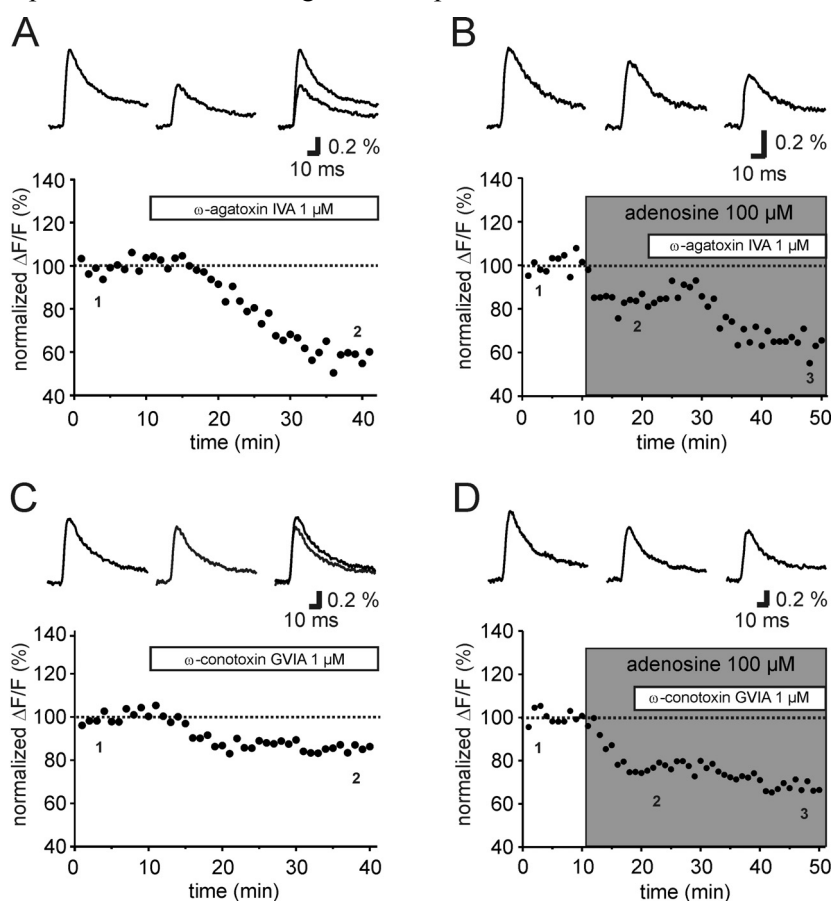 A
B
0.2 %
10 ms
0.2 %
10 ms
normalized ΔF/F (%)
140
120
100
80
60
40
ω-agatoxin IVA 1 µM
1
2
0 10 20 30 40
time (min)
normalized ΔF/F (%)
140
120
100
80
60
40
adenosine 100 µM
ω-agatoxin IVA 1 µM
1
2
3
0 10 20 30 40 50
time (min)
C
D
0.2 %
10 ms
0.2 %
10 ms
normalized ΔF/F (%)
140
120
100
80
60
40
ω-conotoxin GVIA 1 µM
1
2
0 10 20 30 40
time (min)
normalized ΔF/F (%)
140
120
100
80
60
40
adenosine 100 µM
ω-conotoxin GVIA 1 µM
1
2
3
0 10 20 30 40 50
time (min)